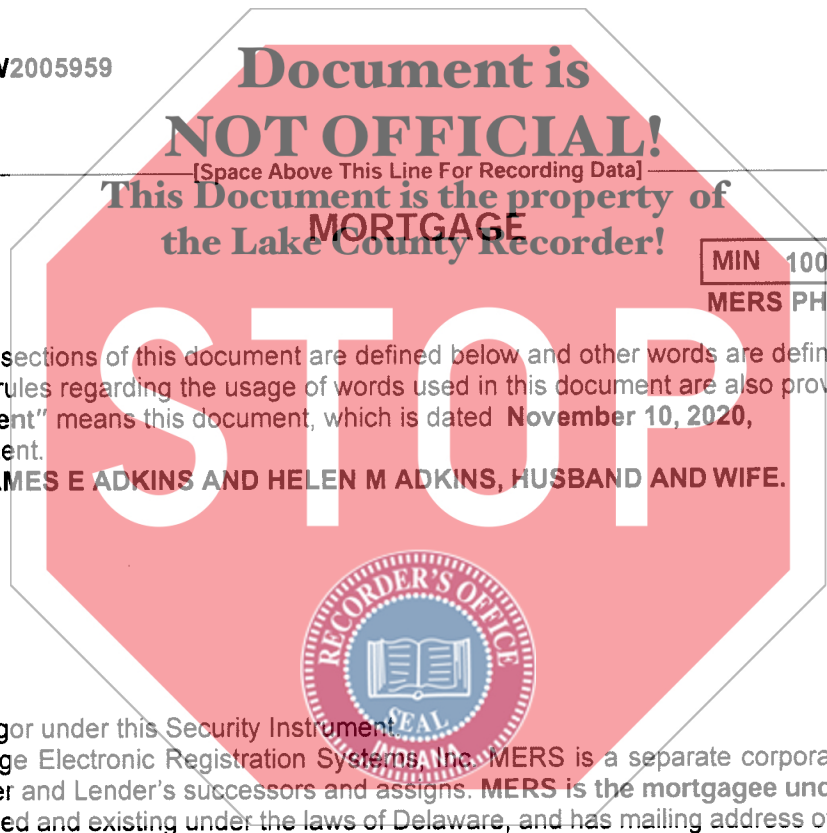 V2005959
Document is
NOT OFFICIAL!
[Space Above This Line For Recording Data]
This Document is the property of
MORTGAGE
the Lake County Recorder!
MIN 100
MERS PH
STOP
sections of this document are defined below and other words are defin
rules regarding the usage of words used in this document are also prov
ent" means this document, which is dated November 10, 2020,
ent.
MES E ADKINS AND HELEN M ADKINS, HUSBAND AND WIFE.
RECORDER'S OFFICE
SEAL
INDIANA
gor under this Security Instrument.
ge Electronic Registration Systems, Inc. MERS is a separate corpora
er and Lender's successors and assigns. MERS is the mortgagee und
ed and existing under the laws of Delaware, and has mailing address o